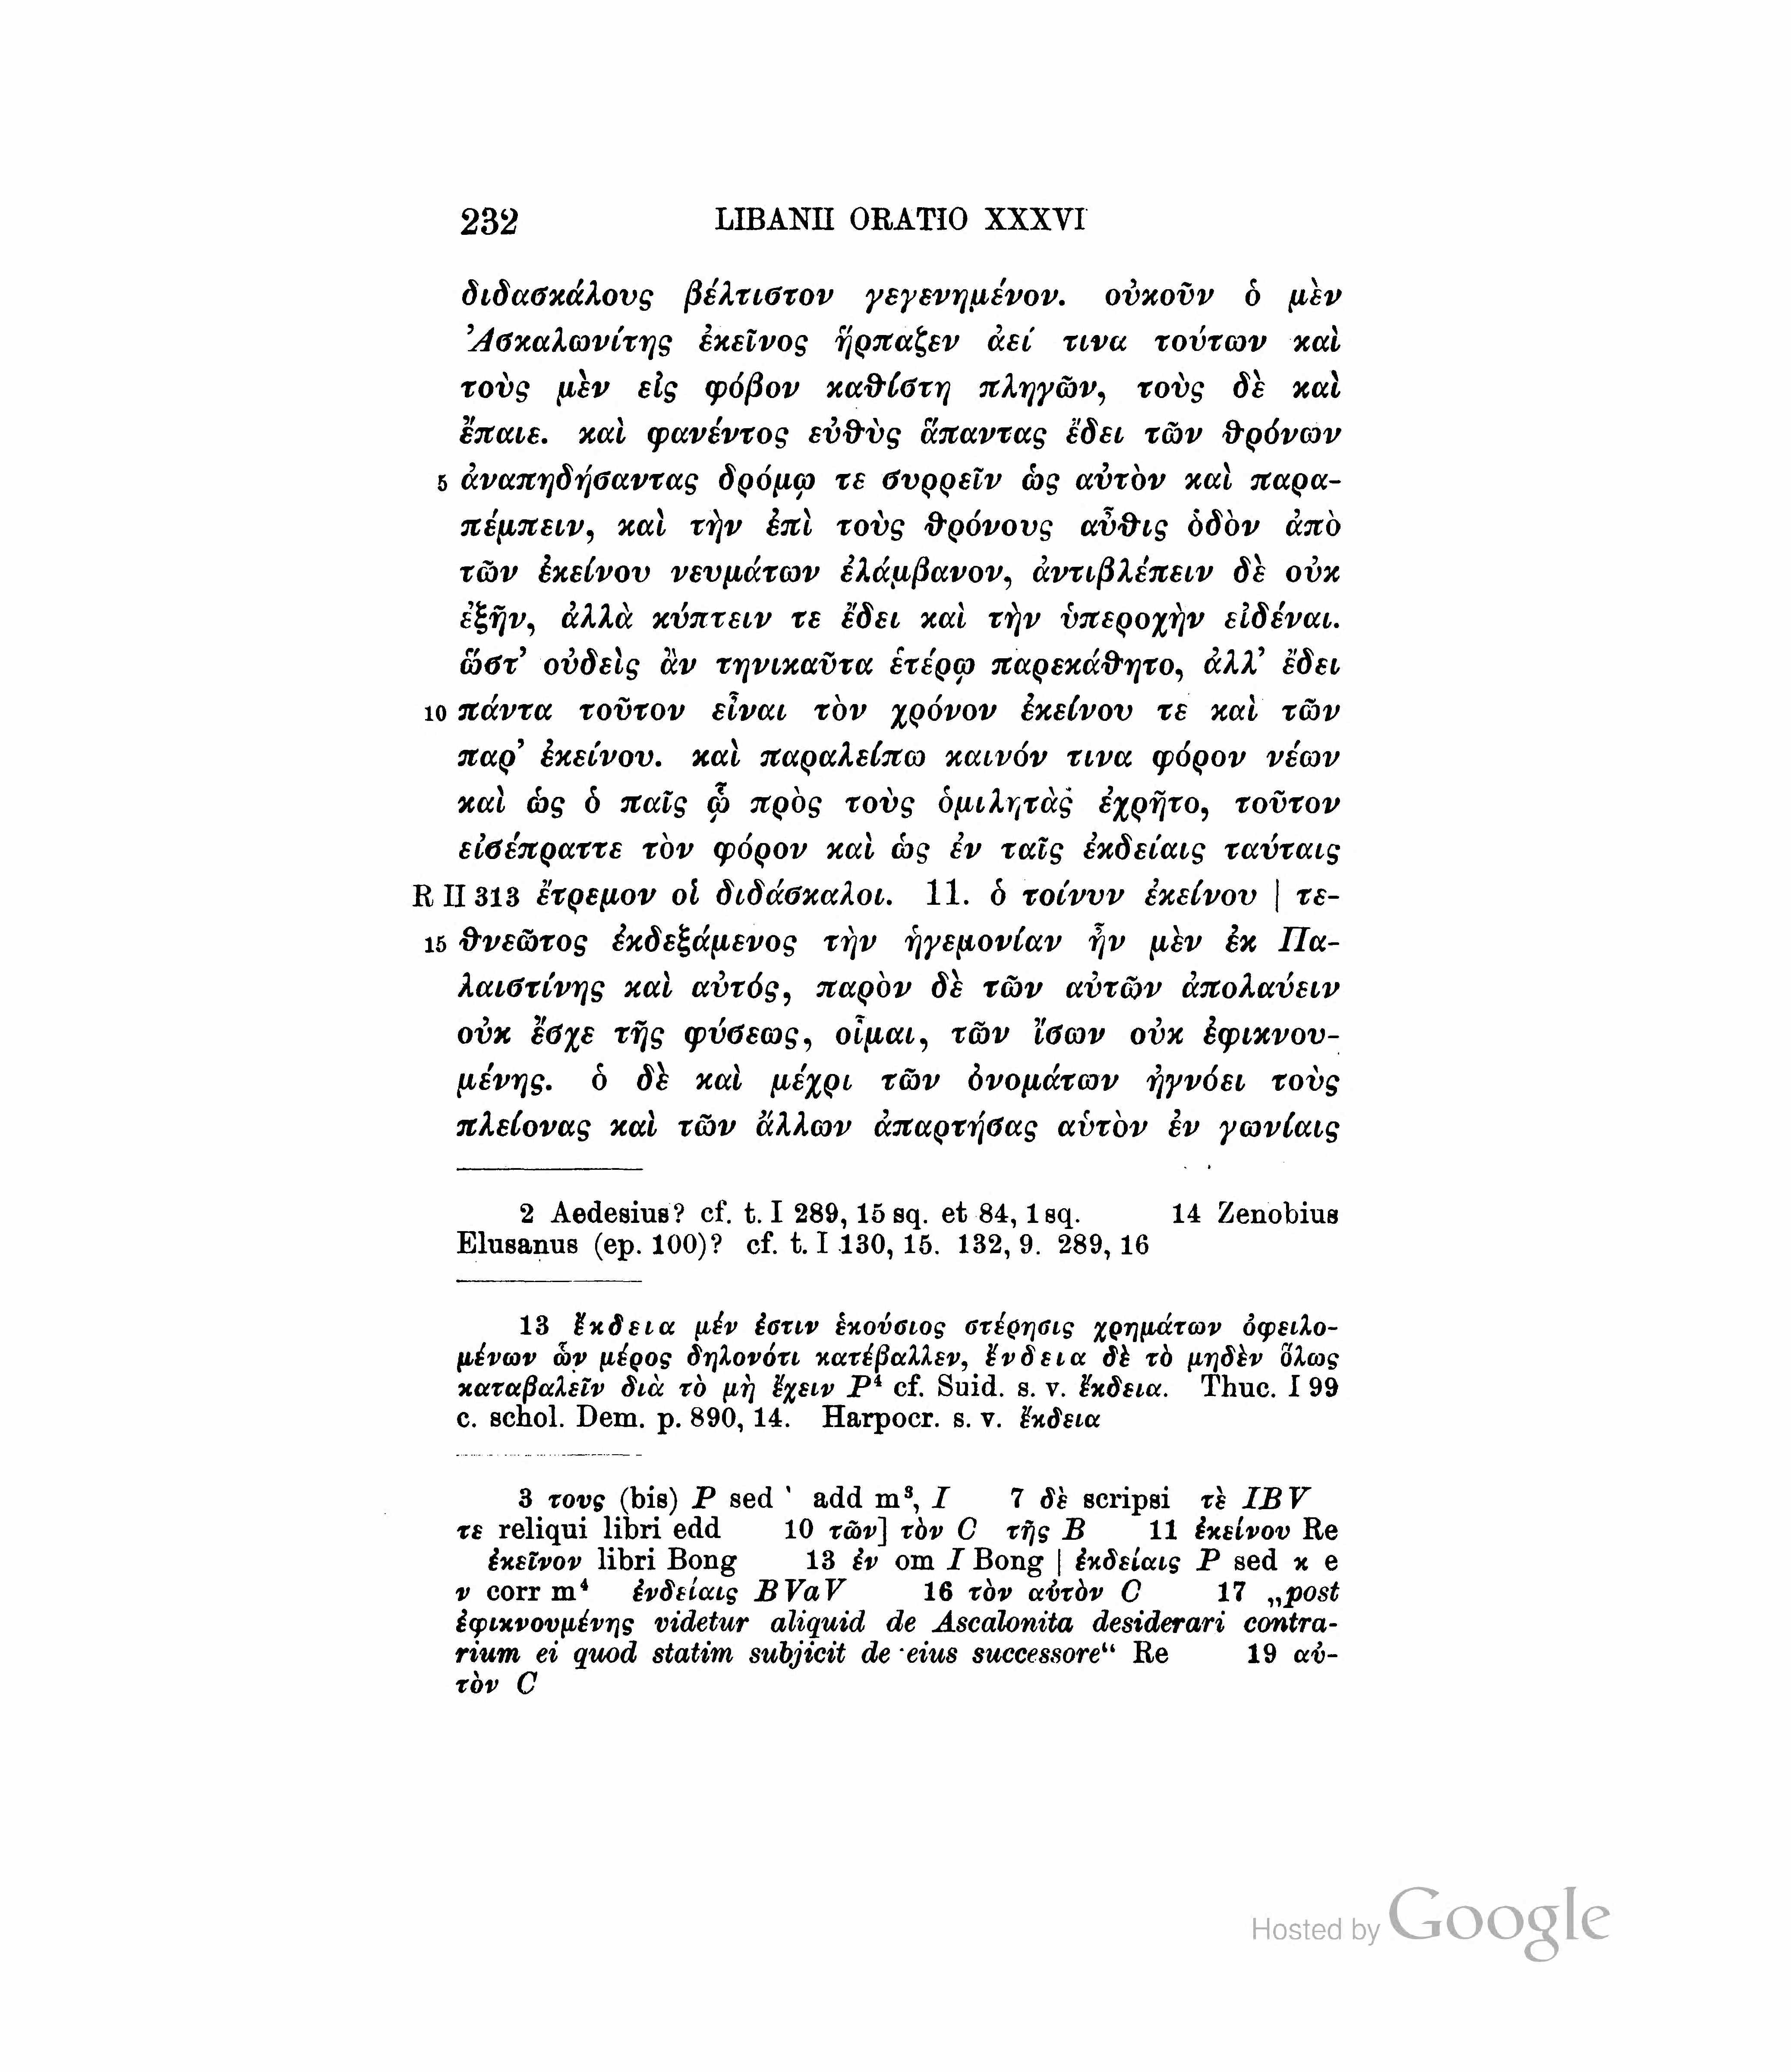 232 LIBANII ORATIO XXXVI
διδασκάλους βέλτιστον γεγενημένον. οὐκοῦν ὁ μὲν
Ἀσκαλωνίτης ἐκεῖνος ἥρπαζεν ἀεί τινα τούτων καὶ
τοὺς μὲν εἰς φόβον καθίστη πληγῶν, τοὺς δὲ καὶ
ἔπαιε. καὶ φανέντος εὐθὺς ἅπαντας ἔδει τῶν θρόνων
5 ἀναπηδήσαντας δρόμῳ τε συρρεῖν ὡς αὐτὸν καὶ παρα-
πέμπειν, καὶ τὴν ἐπὶ τοὺς θρόνους αὖθις ὁδὸν ἀπὸ
τῶν ἐκείνου νευμάτων ἐλάμβανον, ἀντιβλέπειν δὲ οὐκ
ἐξῆν, ἀλλὰ κύπτειν τε ἔδει καὶ τὴν ὑπεροχὴν εἰδέναι.
ὥστ’ οὐδεὶς ἂν τηνικαῦτα ἑτέρῳ παρεκάθητο, ἀλλ’ ἔδει
10 πάντα τοῦτον εἶναι τὸν χρόνον ἐκείνου τε καὶ τῶν
παρ’ ἐκείνου. καὶ παραλείπω καινόν τινα φόρον νέων
καὶ ὡς ὁ παῖς ᾧ πρὸς τοὺς ὁμιλητὰς ἐχρῆτο, τοῦτον
εἰσέπραττε τὸν φόρον καὶ ὡς ἐν ταῖς ἐκδείαις ταύταις
R II 313 ἔτρεμον οἱ διδάσκαλοι. 11. ὁ τοίνυν ἐκείνου | τε-
15 θνεῶτος ἐκδεξάμενος τὴν ἡγεμονίαν ἦν μὲν ἐκ Πα-
λαιστίνης καὶ αὐτός, παρὸν δὲ τῶν αὐτῶν ἀπολαύειν
οὐκ ἔσχε τῆς φύσεως, οἶμαι, τῶν ἴσων οὐκ ἐφικνου-
μένης. ὁ δὲ καὶ μέχρι τῶν ὀνομάτων ἠγνόει τοὺς
πλείονας καὶ τῶν ἄλλων ἀπαρτήσας αὑτὸν ἐν γωνίαις
2 Aedesius? cf. t. I 289, 15 sq. et 84, 1 sq. 14 Zenobius
Elusanus (ep. 100)? cf. t. I 130, 15. 132, 9. 289, 16
13 ἔκδεια μέν ἐστιν ἑκούσιος στέρησις χρημάτων ὀφειλο-
μένων ὧν μέρος δηλονότι κατέβαλλεν, ἔνδεια δὲ τὸ μηδὲν ὅλως
καταβαλεῖν διὰ τὸ μὴ ἔχειν P⁴ cf. Suid. s. v. ἔκδεια. Thuc. I 99
c. schol. Dem. p. 890, 14. Harpocr. s. v. ἔκδεια
3 τους (bis) P sed ‵ add m³, I 7 δὲ scripsi τὲ IBV
τε reliqui libri edd 10 τῶν] τὸν C τῆς B 11 ἐκείνου Re
ἐκεῖνον libri Bong 13 ἐν om I Bong | ἐκδείαις P sed κ e
ν corr m⁴ ἐνδείαις BVaV 16 τὸν αὐτὸν C 17 „post
ἐφικνουμένης videtur aliquid de Ascalonita desiderari contra-
rium ei quod statim subjicit de eius successore“ Re 19 αὐ-
τὸν C
Hosted by Google